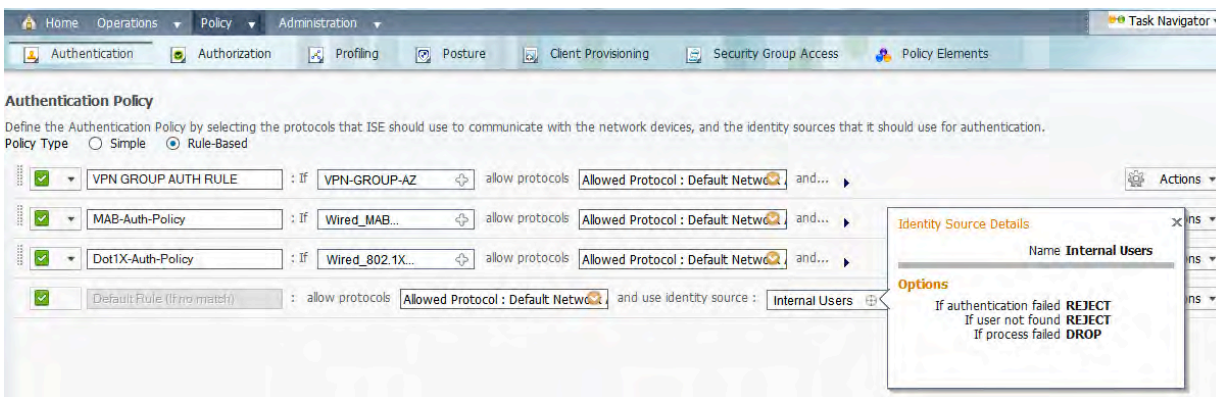 Home Operations Policy Administration Task Navigator
Authentication Authorization Profiling Posture Client Provisioning Security Group Access Policy Elements
Authentication Policy
Define the Authentication Policy by selecting the protocols that ISE should use to communicate with the network devices, and the identity sources that it should use for authentication.
Policy Type Simple Rule-Based
VPN GROUP AUTH RULE : If VPN-GROUP-AZ allow protocols Allowed Protocol : Default Netwo and... Actions
MAB-Auth-Policy : If Wired_MAB... allow protocols Allowed Protocol : Default Netwo and... ns
Dot1X-Auth-Policy : If Wired_802.1X... allow protocols Allowed Protocol : Default Netwo and... ns
Default Rule (If no match) : allow protocols Allowed Protocol : Default Netwo and use identity source : Internal Users ns
Identity Source Details
Name Internal Users
Options
If authentication failed REJECT
If user not found REJECT
If process failed DROP